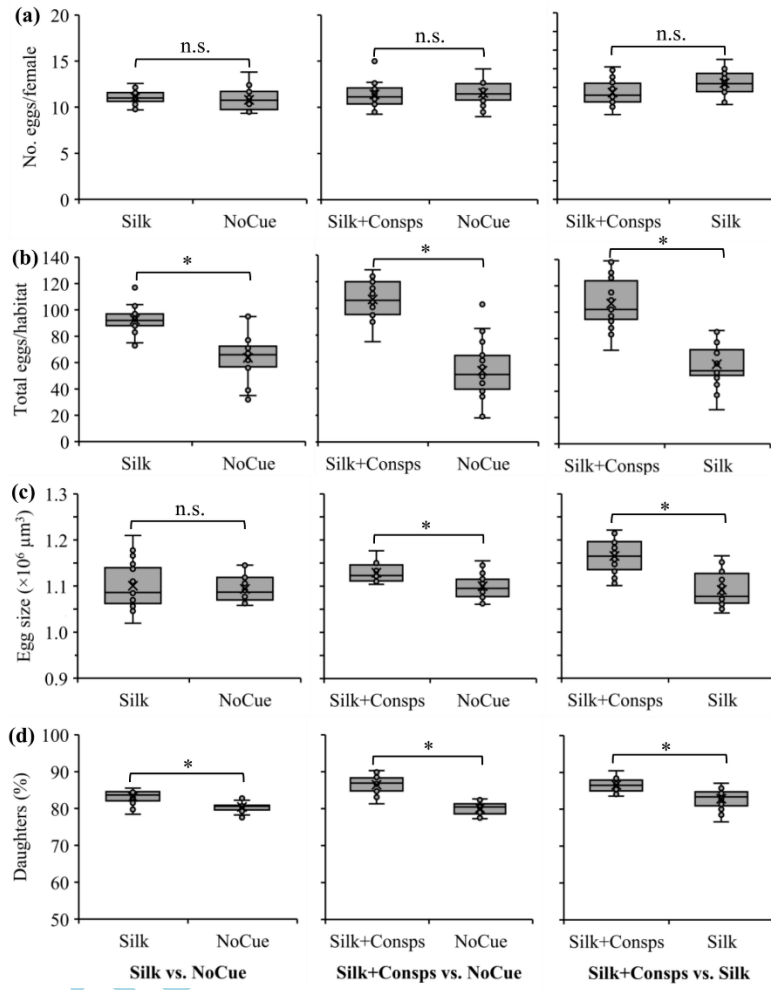 (a)
n.s. n.s. n.s.
No. eggs/female
20
15
10
5
0
Silk NoCue Silk+Consps NoCue Silk+Consps Silk
(b)
* * *
Total eggs/habitat
140
120
100
80
60
40
20
0
Silk NoCue Silk+Consps NoCue Silk+Consps Silk
(c)
n.s. * *
Egg size (×10⁶ μm³)
1.3
1.2
1.1
1.0
0.9
Silk NoCue Silk+Consps NoCue Silk+Consps Silk
(d)
* * *
Daughters (%)
100
90
80
70
60
50
Silk NoCue Silk+Consps NoCue Silk+Consps Silk
Silk vs. NoCue Silk+Consps vs. NoCue Silk+Consps vs. Silk